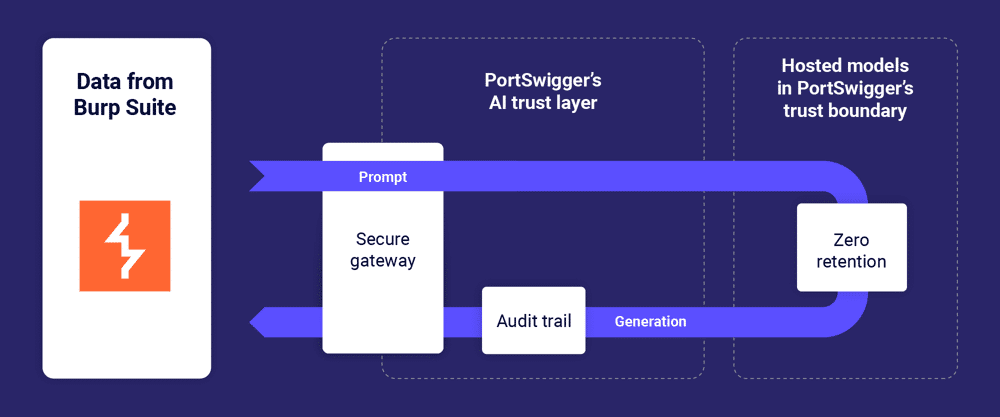 Data from
Burp Suite
PortSwigger's
AI trust layer
Hosted models
in PortSwigger's
trust boundary
Prompt
Secure
gateway
Zero
retention
Audit trail
Generation